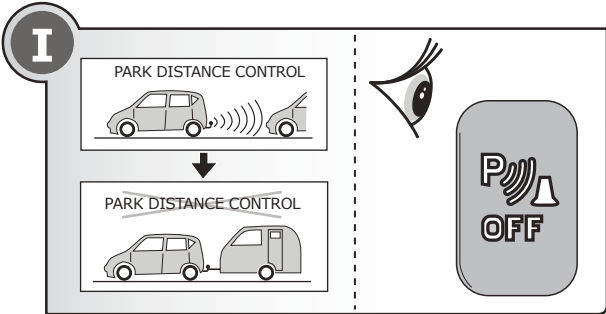 I
PARK DISTANCE CONTROL
PARK DISTANCE CONTROL
P
OFF